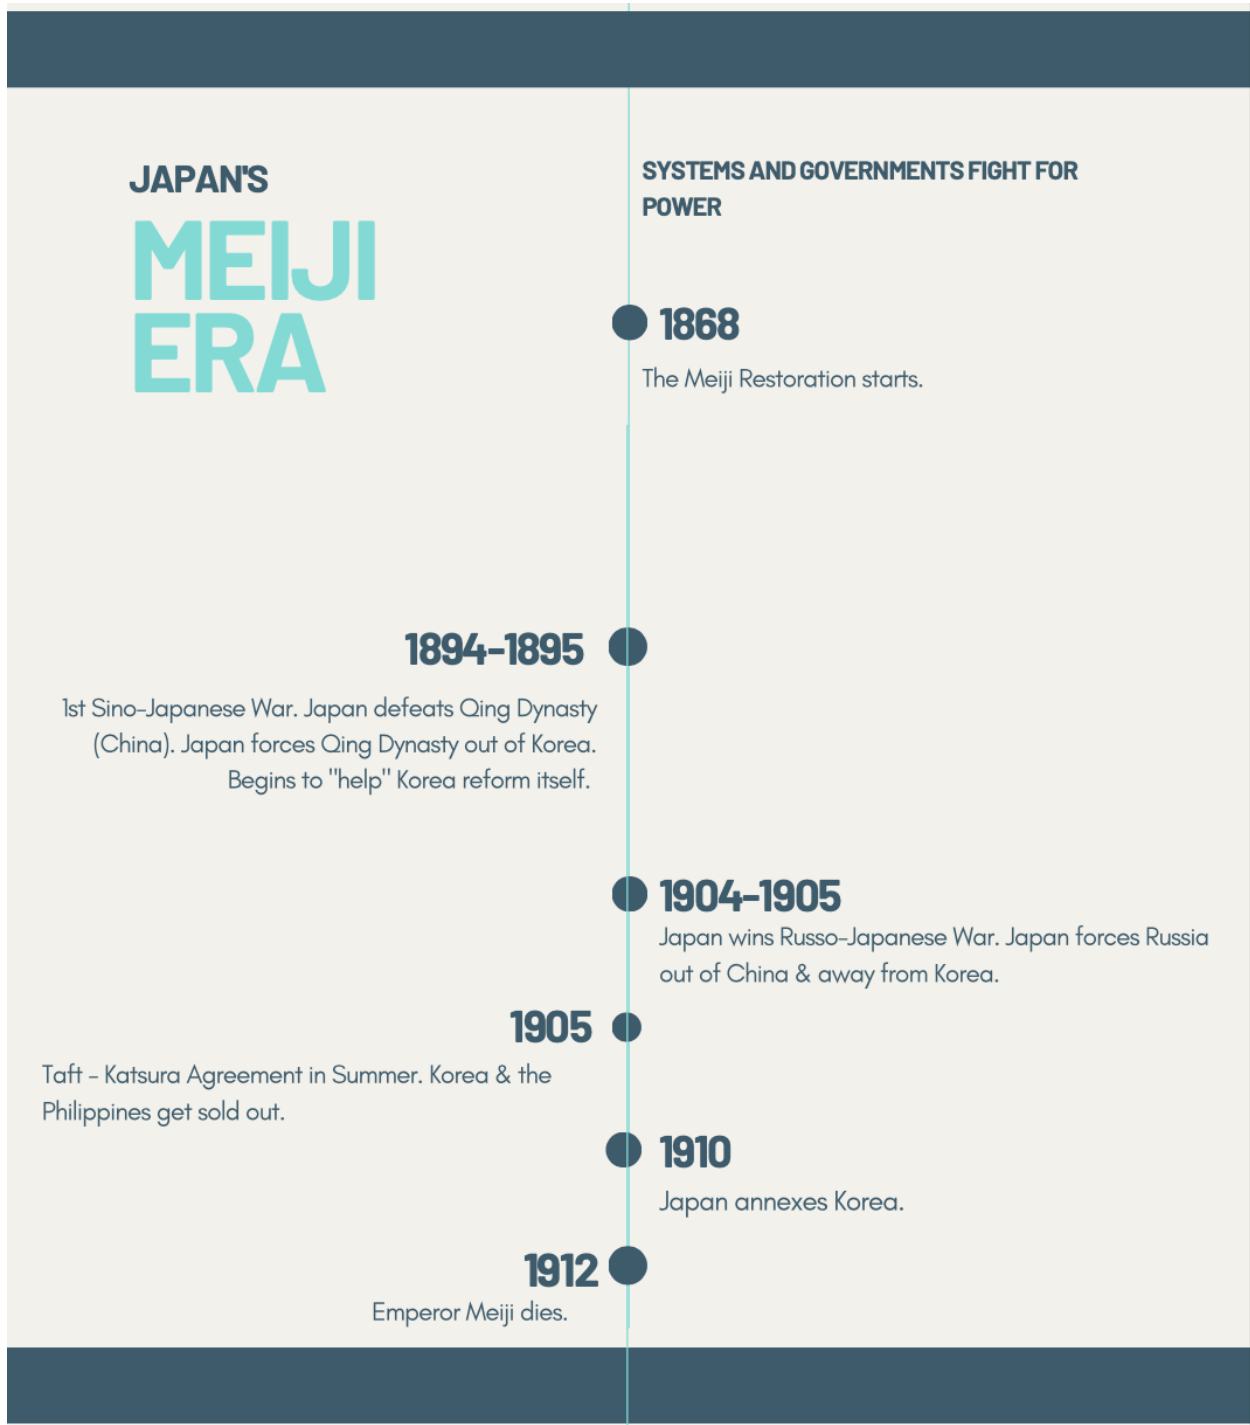 JAPAN'S
MEIJI
ERA
SYSTEMS AND GOVERNMENTS FIGHT FOR
POWER
1868
The Meiji Restoration starts.
1894-1895
1st Sino-Japanese War. Japan defeats Qing Dynasty
(China). Japan forces Qing Dynasty out of Korea.
Begins to "help" Korea reform itself.
1904-1905
Japan wins Russo-Japanese War. Japan forces Russia
out of China & away from Korea.
1905
Taft - Katsura Agreement in Summer. Korea & the
Philippines get sold out.
1910
Japan annexes Korea.
1912
Emperor Meiji dies.